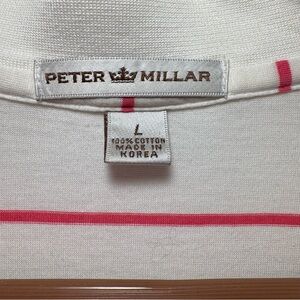 PETER MILLAR
L
100% COTTON
MADE IN
KOREA